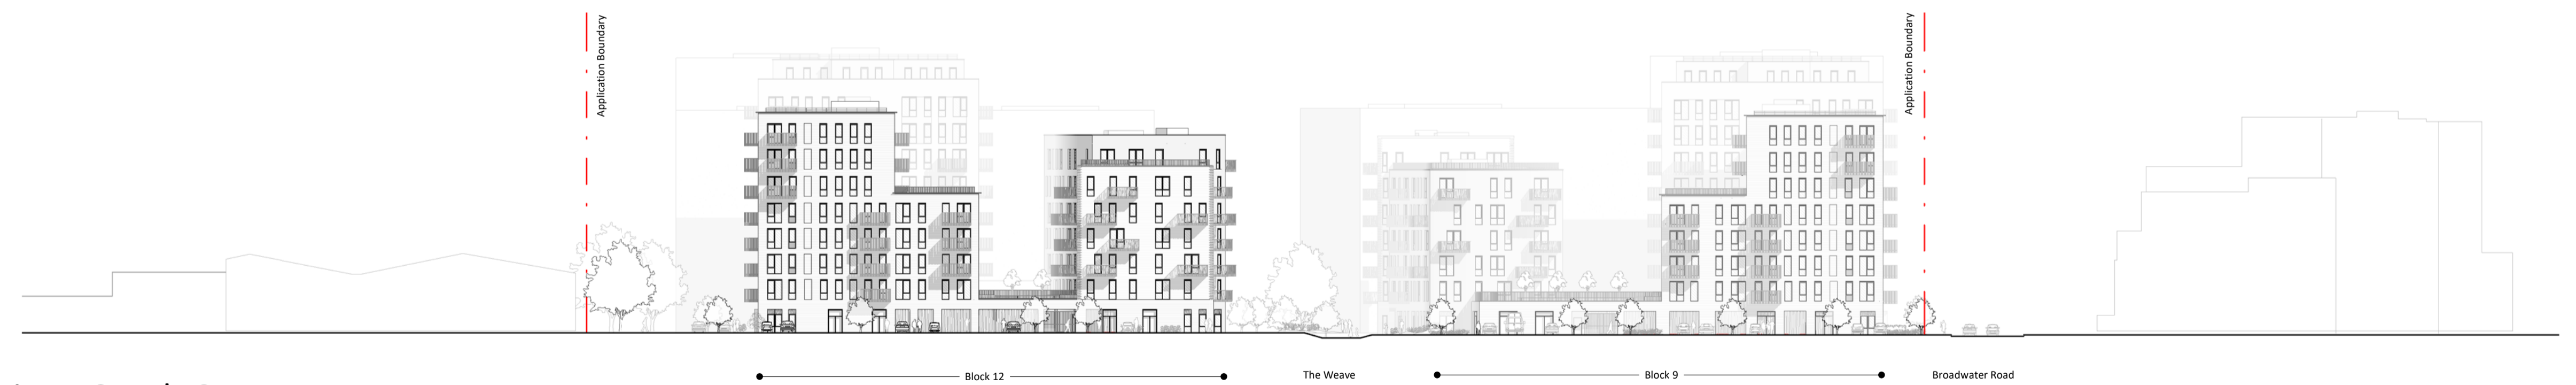 Application Boundary
Application Boundary
Block 12
The Weave
Block 9
Broadwater Road